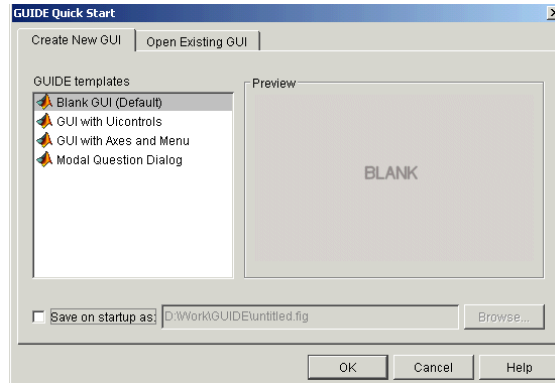 GUIDE Quick Start
Create New GUI
Open Existing GUI
GUIDE templates
Blank GUI (Default)
GUI with Uicontrols
GUI with Axes and Menu
Modal Question Dialog
Preview
BLANK
Save on startup as:
D:\Work\GUIDE\untitled.fig
Browse...
OK
Cancel
Help